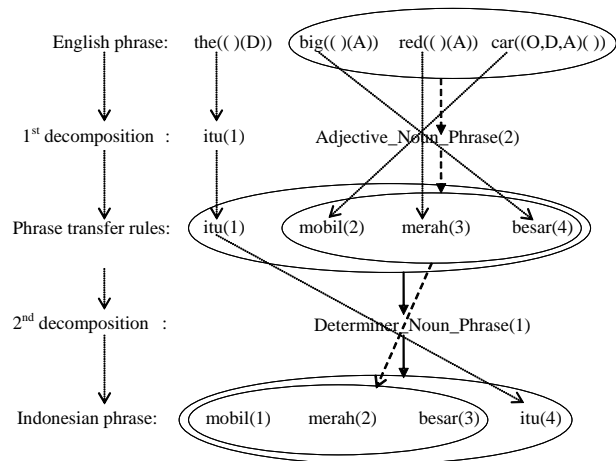 English phrase: the(( )(D)) big(( )(A)) red(( )(A)) car((O,D,A)( ))
1st decomposition : itu(1) Adjective_Noun_Phrase(2)
Phrase transfer rules: itu(1) mobil(2) merah(3) besar(4)
2nd decomposition : Determiner_Noun_Phrase(1)
Indonesian phrase: mobil(1) merah(2) besar(3) itu(4)